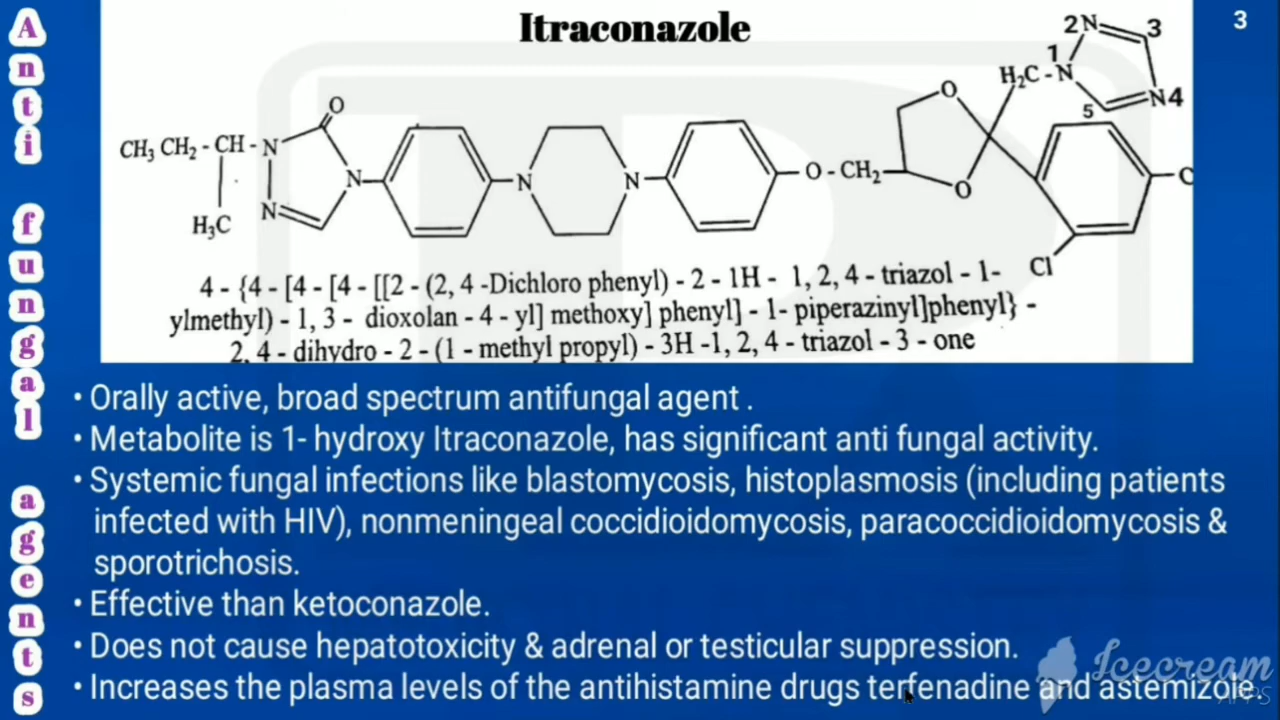 Anti fungal agents
Itraconazole
3
2N 3
1
H₂C - N
N4
5
O
O
CH₃ CH₂ - CH - N
N
N
H₃C
N
N
O - CH₂
O
O
C
Cl
4 - {4 - [4 - [4 - [[2 - (2, 4 -Dichloro phenyl) - 2 - 1H - 1, 2, 4 - triazol - 1-
ylmethyl) - 1, 3 - dioxolan - 4 - yl] methoxy] phenyl] - 1- piperazinyl]phenyl} -
2, 4 - dihydro - 2 - (1 - methyl propyl) - 3H -1, 2, 4 - triazol - 3 - one
• Orally active, broad spectrum antifungal agent .
• Metabolite is 1- hydroxy Itraconazole, has significant anti fungal activity.
• Systemic fungal infections like blastomycosis, histoplasmosis (including patients
infected with HIV), nonmeningeal coccidioidomycosis, paracoccidioidomycosis &
sporotrichosis.
• Effective than ketoconazole.
• Does not cause hepatotoxicity & adrenal or testicular suppression.
• Increases the plasma levels of the antihistamine drugs terfenadine and astemizole.
Icecream
APPS